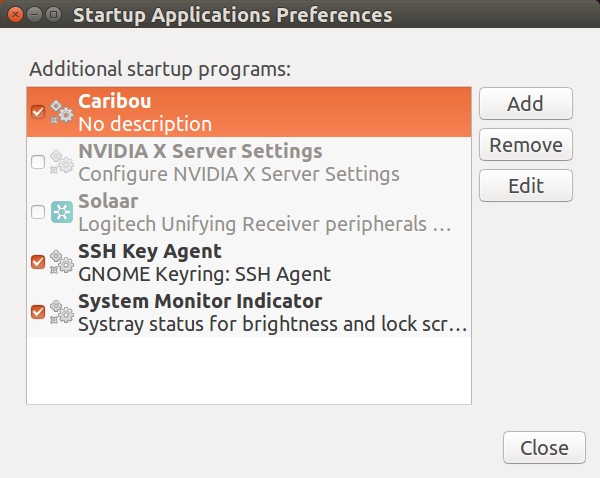 Startup Applications Preferences
Additional startup programs:
Caribou
No description
NVIDIA X Server Settings
Configure NVIDIA X Server Settings
Solaar
Logitech Unifying Receiver peripherals ...
SSH Key Agent
GNOME Keyring: SSH Agent
System Monitor Indicator
Systray status for brightness and lock scr...
Add
Remove
Edit
Close